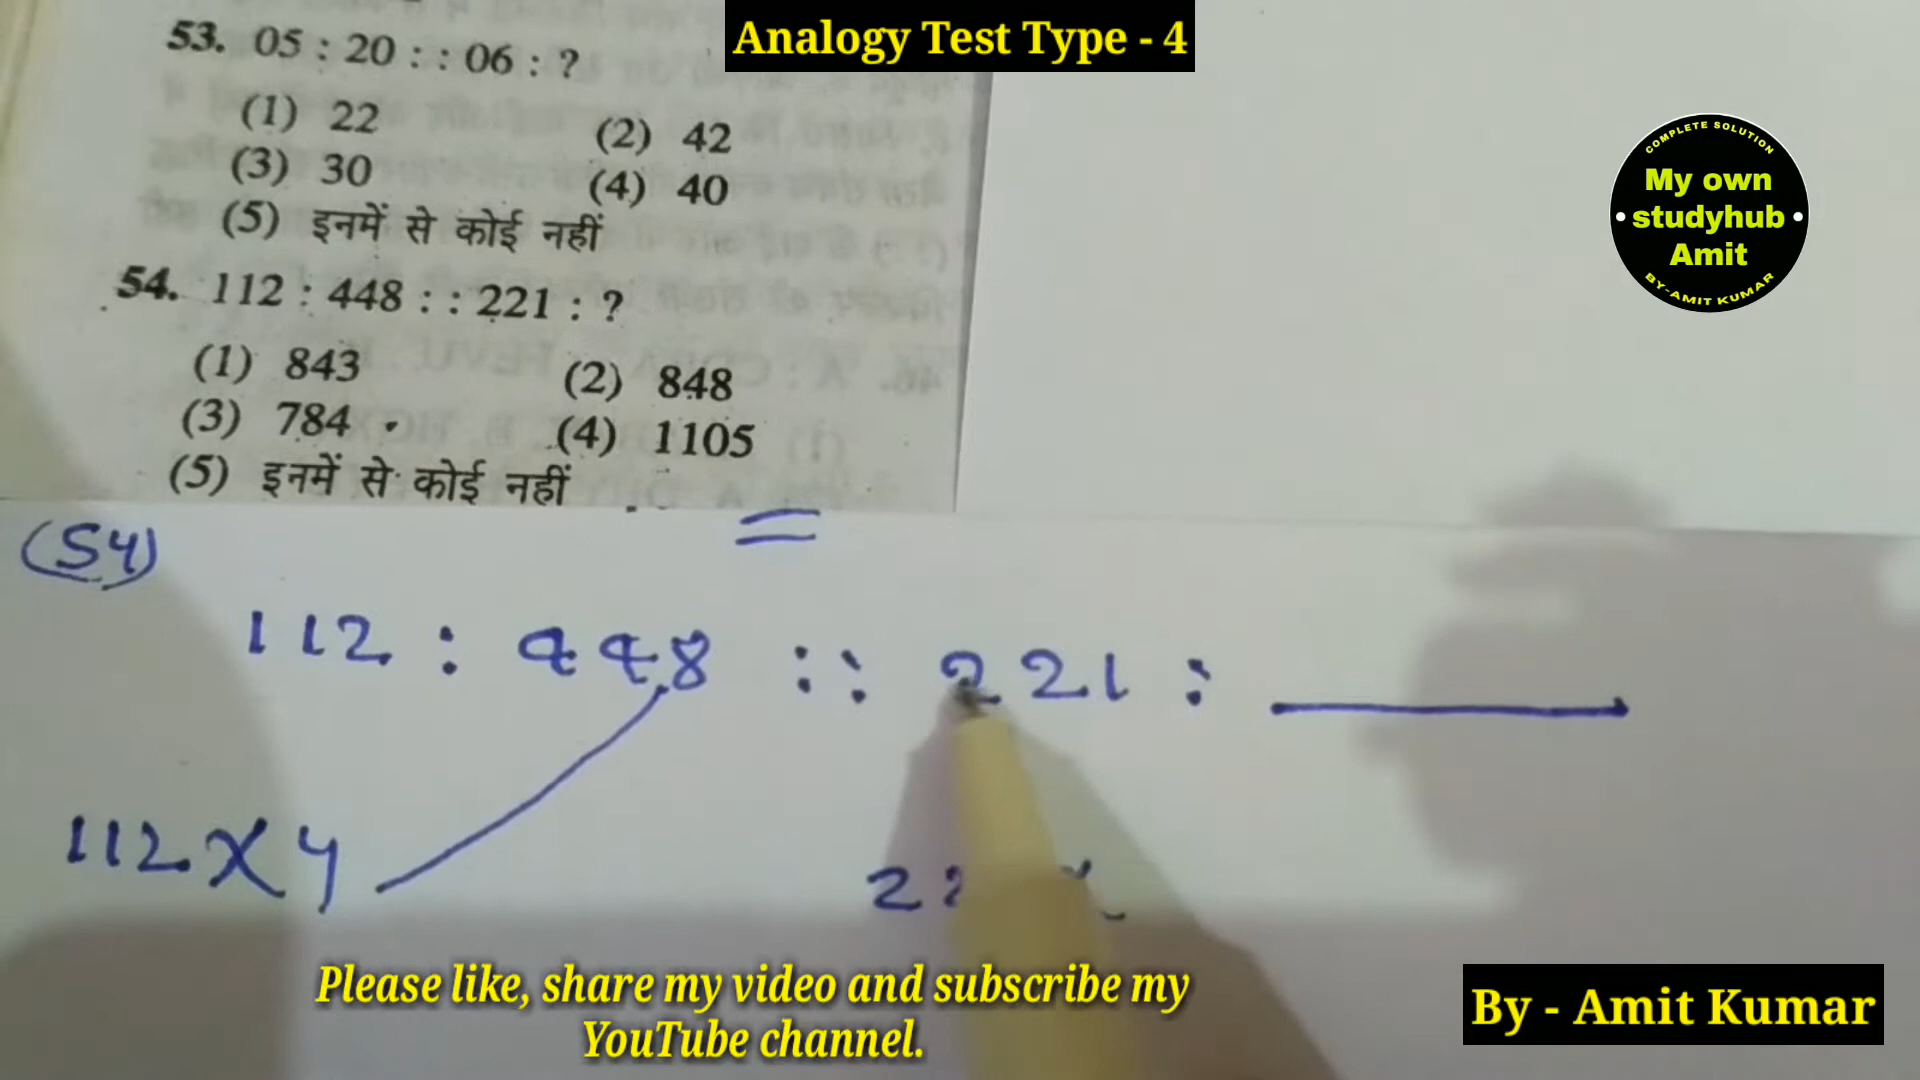 Analogy Test Type - 4
53. 05 : 20 : : 06 : ?
(1) 22 (2) 42
(3) 30 (4) 40
(5) इनमें से कोई नहीं
54. 112 : 448 : : 221 : ?
(1) 843 (2) 848
(3) 784 (4) 1105
(5) इनमें से कोई नहीं
COMPLETE SOLUTION
My own
studyhub
Amit
BY-AMIT KUMAR
(54)
112 : 448 :: 221 :
112 X 4
Please like, share my video and subscribe my
YouTube channel.
By - Amit Kumar